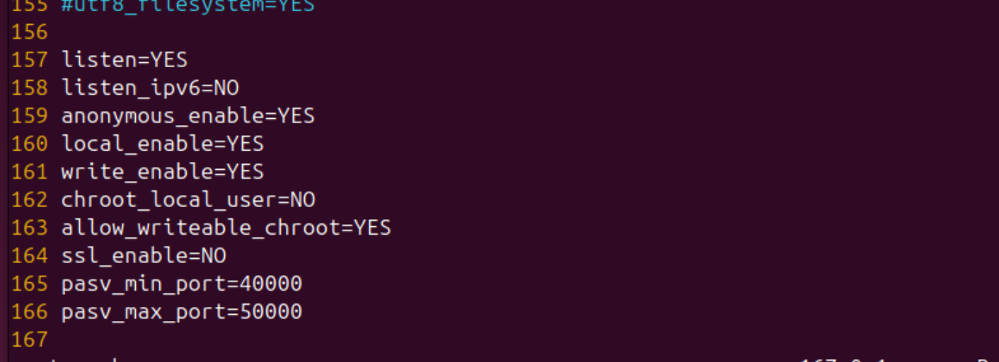 155 #utf8_filesystem=YES
156
157 listen=YES
158 listen_ipv6=NO
159 anonymous_enable=YES
160 local_enable=YES
161 write_enable=YES
162 chroot_local_user=NO
163 allow_writeable_chroot=YES
164 ssl_enable=NO
165 pasv_min_port=40000
166 pasv_max_port=50000
167